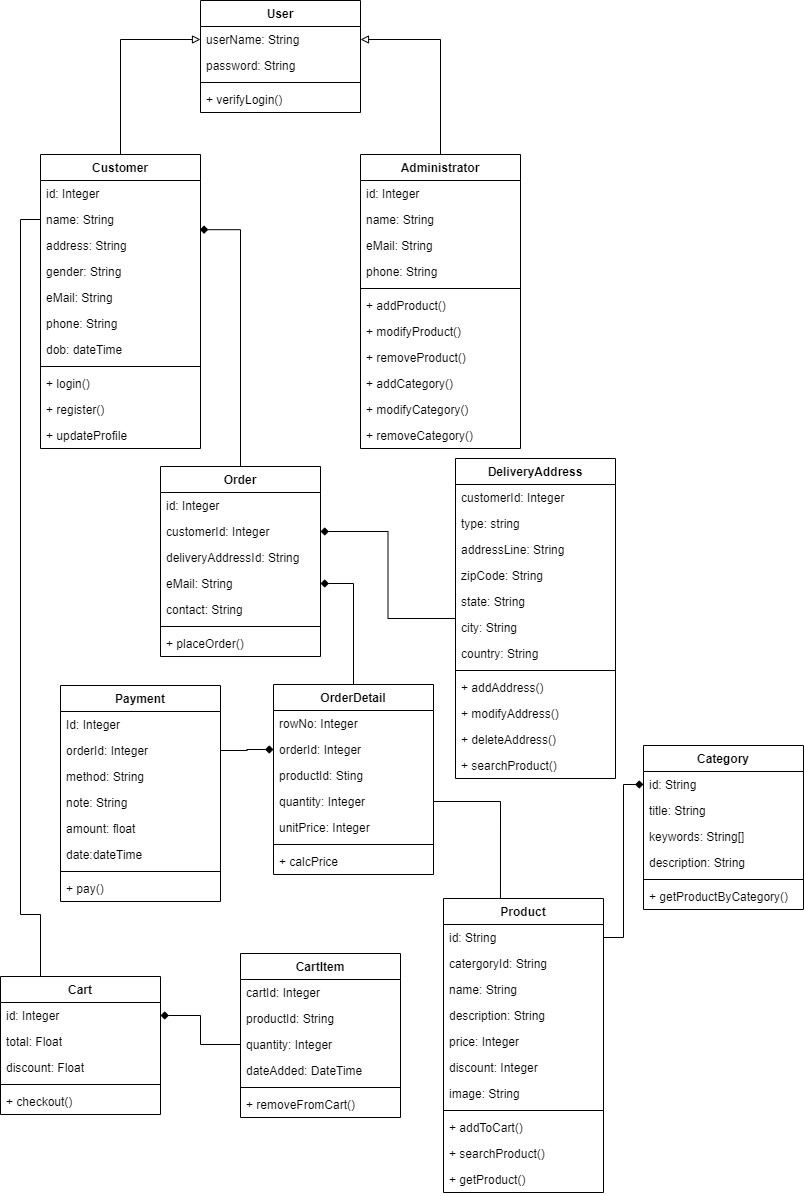 User
userName: String
password: String
+ verifyLogin()
Customer
id: Integer
name: String
address: String
gender: String
eMail: String
phone: String
dob: dateTime
+ login()
+ register()
+ updateProfile
Administrator
id: Integer
name: String
eMail: String
phone: String
+ addProduct()
+ modifyProduct()
+ removeProduct()
+ addCategory()
+ modifyCategory()
+ removeCategory()
Order
id: Integer
customerId: Integer
deliveryAddressId: String
eMail: String
contact: String
+ placeOrder()
DeliveryAddress
customerId: Integer
type: string
addressLine: String
zipCode: String
state: String
city: String
country: String
+ addAddress()
+ modifyAddress()
+ deleteAddress()
+ searchProduct()
Payment
Id: Integer
orderId: Integer
method: String
note: String
amount: float
date:dateTime
+ pay()
OrderDetail
rowNo: Integer
orderId: Integer
productId: Sting
quantity: Integer
unitPrice: Integer
+ calcPrice
Category
id: String
title: String
keywords: String[]
description: String
+ getProductByCategory()
Product
id: String
catergoryId: String
name: String
description: String
price: Integer
discount: Integer
image: String
+ addToCart()
+ searchProduct()
+ getProduct()
Cart
id: Integer
total: Float
discount: Float
+ checkout()
CartItem
cartId: Integer
productId: String
quantity: Integer
dateAdded: DateTime
+ removeFromCart()